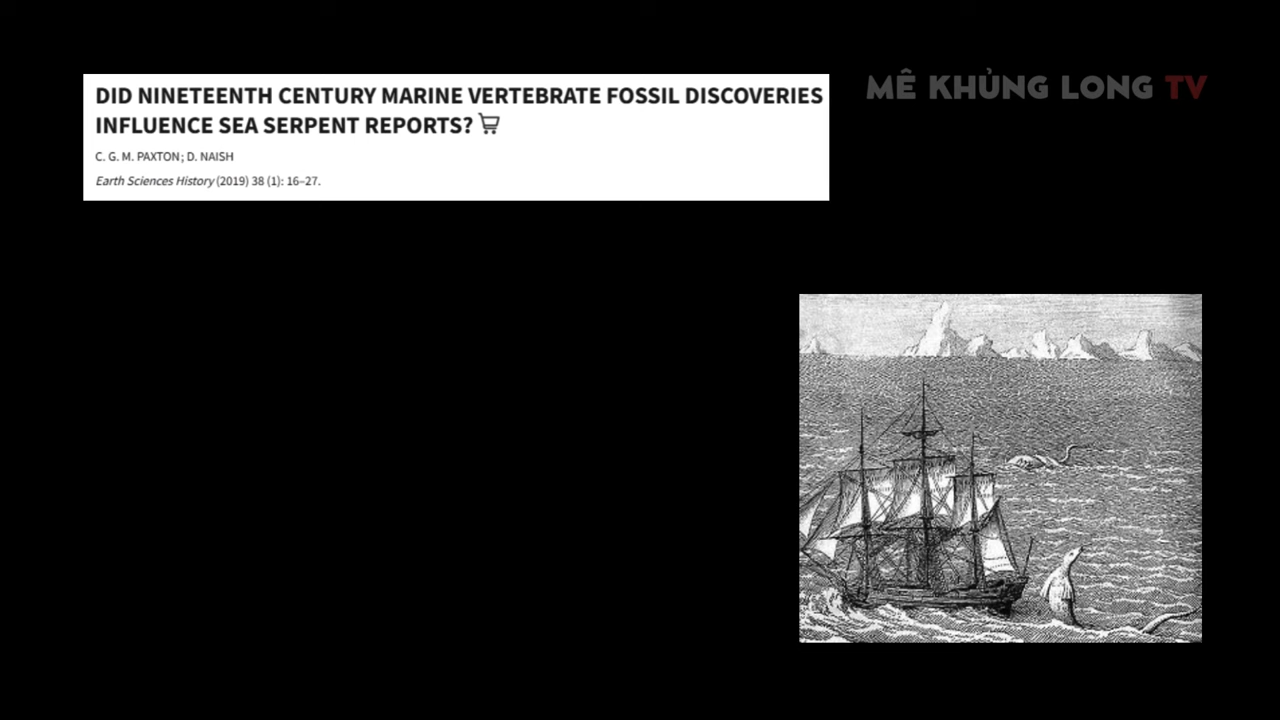 DID NINETEENTH CENTURY MARINE VERTEBRATE FOSSIL DISCOVERIES
INFLUENCE SEA SERPENT REPORTS?
C. G. M. PAXTON; D. NAISH
Earth Sciences History (2019) 38 (1): 16–27.
MÊ KHỦNG LONG TV